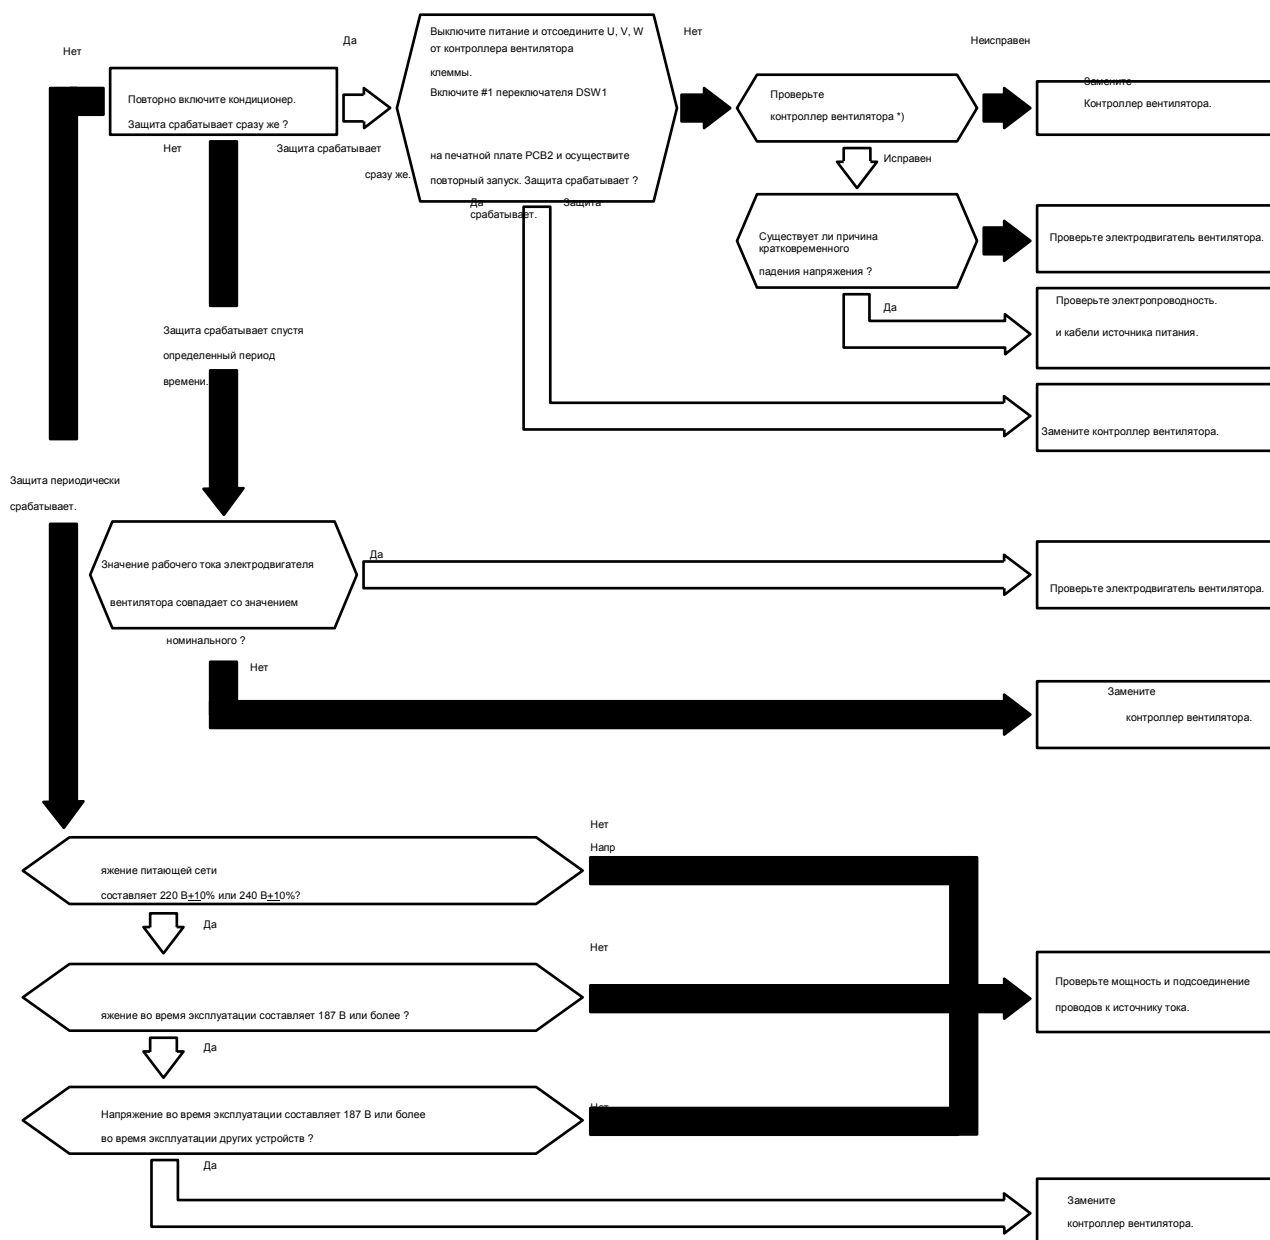 Нет
Да
Повторно включите кондиционер.
Защита срабатывает сразу же ?
Нет
Защита срабатывает
сразу же.
Выключите питание и отсоедините U, V, W
от контроллера вентилятора
клеммы.
Включите #1 переключателя DSW1
на печатной плате PCB2 и осуществите
повторный запуск. Защита срабатывает ?
Да Защита
срабатывает.
Нет
Проверьте
контроллер вентилятора *)
Неисправен
Замените
Контроллер вентилятора.
Исправен
Существует ли причина
кратковременного
падения напряжения ?
Проверьте электродвигатель вентилятора.
Да
Проверьте электропроводность.
и кабели источника питания.
Замените контроллер вентилятора.
Защита срабатывает спустя
определенный период
времени.
Защита периодически
срабатывает.
Значение рабочего тока электродвигателя
вентилятора совпадает со значением
номинального ?
Да
Проверьте электродвигатель вентилятора.
Нет
Замените
контроллер вентилятора.
Нет
Напр
яжение питающей сети
составляет 220 В+10% или 240 В+10%?
Да
Нет
яжение во время эксплуатации составляет 187 В или более ?
Проверьте мощность и подсоединение
проводов к источнику тока.
Да
Нет
Напряжение во время эксплуатации составляет 187 В или более
во время эксплуатации других устройств ?
Да
Замените
контроллер вентилятора.